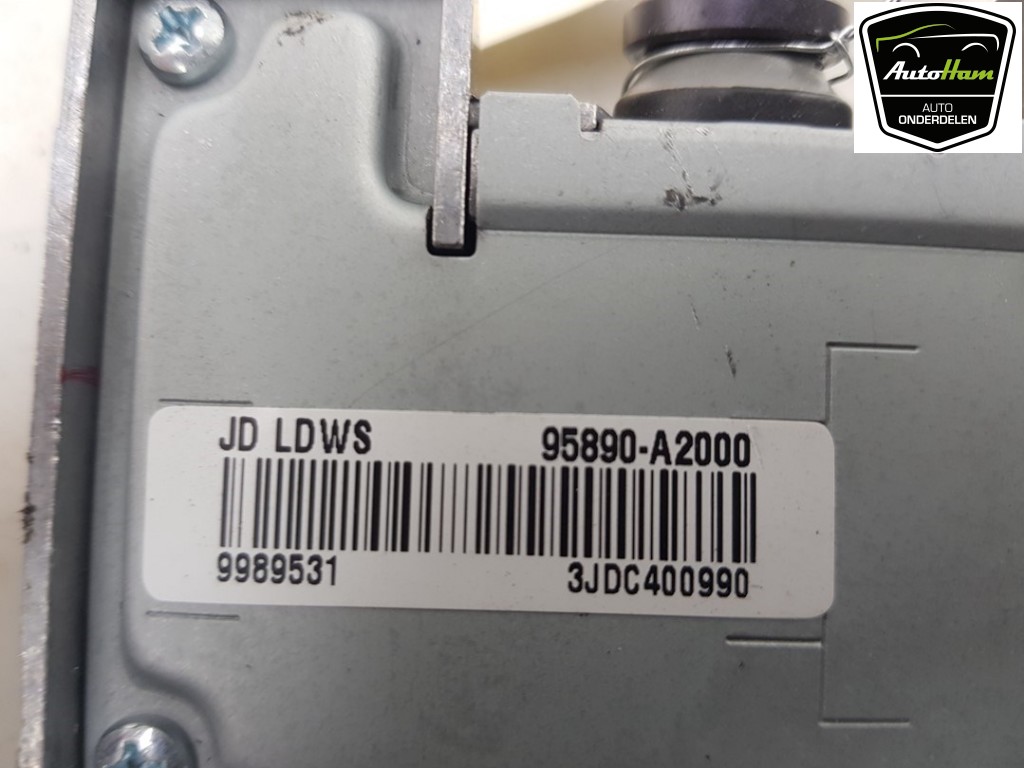 AutoHam
AUTO
ONDERDELEN
JD LDWS 95890-A2000
9989531 3JDC400990